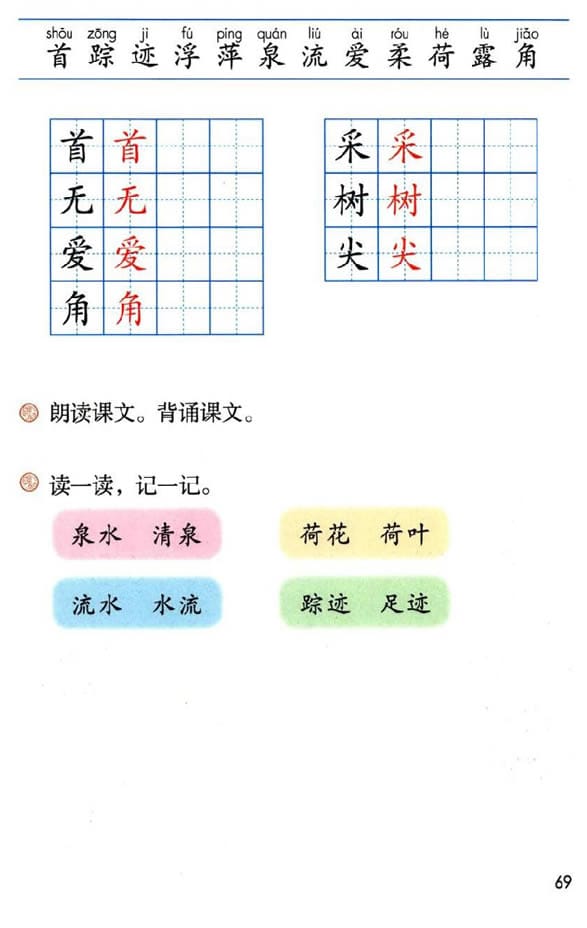 shǒu zōng jì fú píng quán liú ài róu hé lù jiǎo
首 踪 迹 浮 萍 泉 流 爱 柔 荷 露 角
首 首 采 采
无 无 树 树
爱 爱 尖 尖
角 角
朗读课文。背诵课文。
读一读，记一记。
泉水 清泉 荷花 荷叶
流水 水流 踪迹 足迹
69